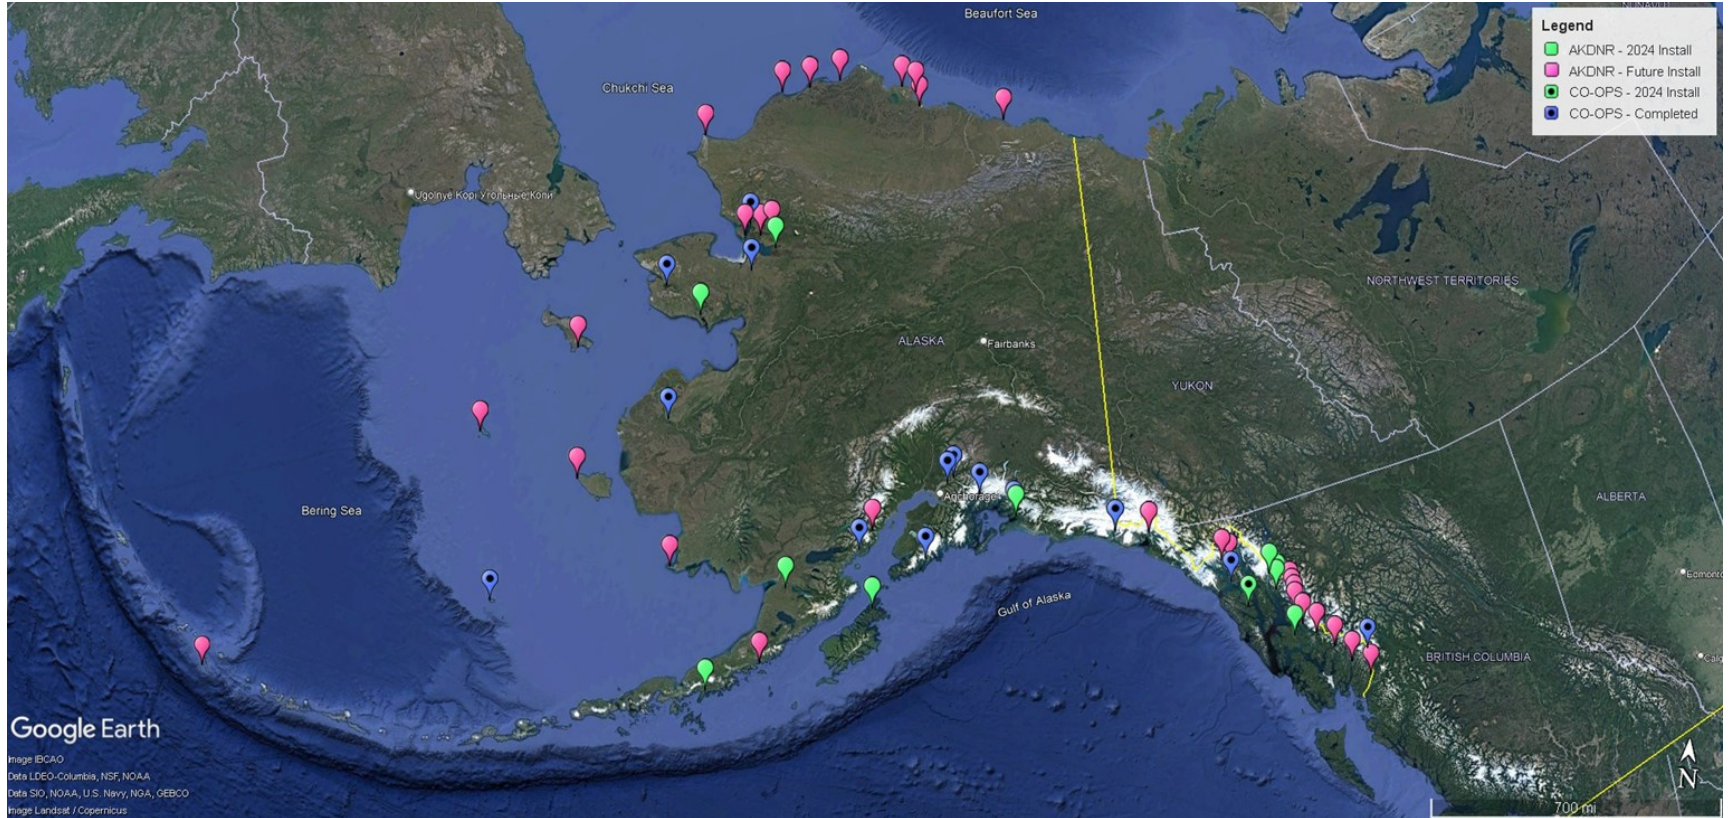 Beaufort Sea
Legend
AKDNR - 2024 Install
AKDNR - Future Install
CO-OPS - 2024 Install
CO-OPS - Completed
Chukchi Sea
Ugolnye Kopi Угольные Копи
NORTHWEST TERRITORIES
ALASKA
Fairbanks
YUKON
Anchorage
ALBERTA
Bering Sea
Edmont
Gulf of Alaska
BRITISH COLUMBIA
Calg
Google Earth
Image IBCAO
Data LDEO-Columbia, NSF, NOAA
Data SIO, NOAA, U.S. Navy, NGA, GEBCO
Image Landsat / Copernicus
N
700 mi